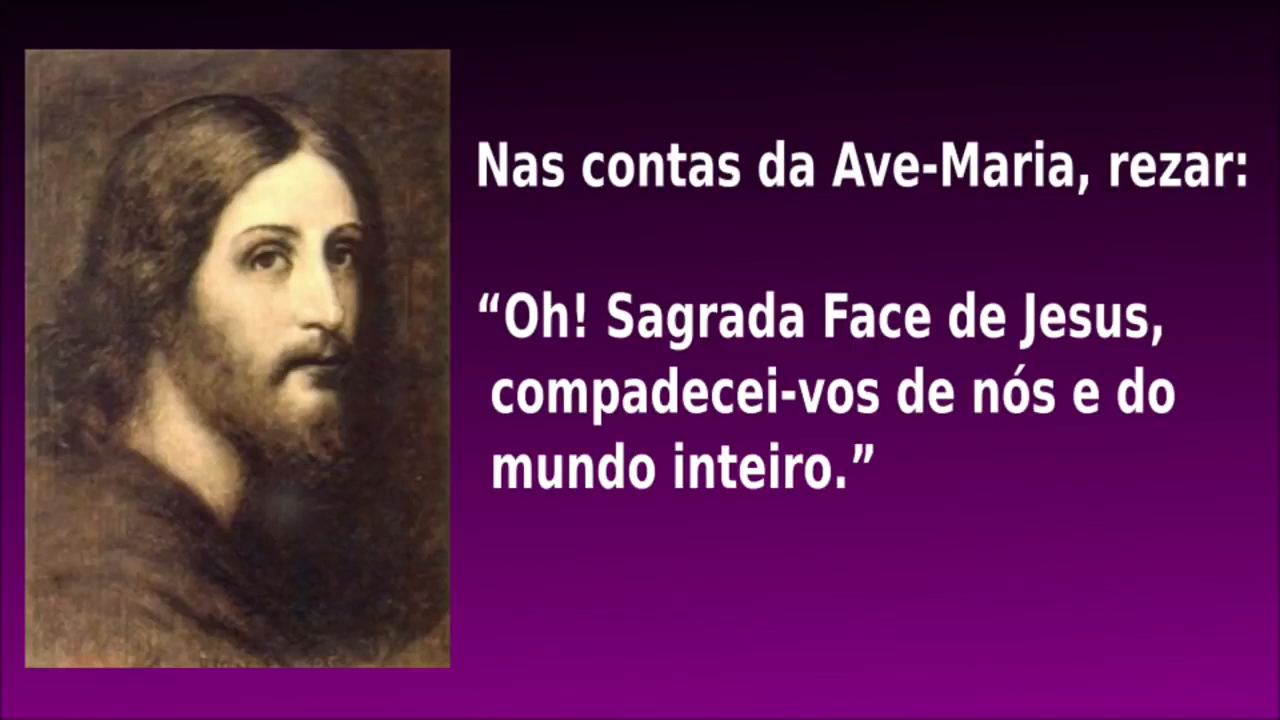 Nas contas da Ave-Maria, rezar:
“Oh! Sagrada Face de Jesus,
compadecei-vos de nós e do
mundo inteiro.”